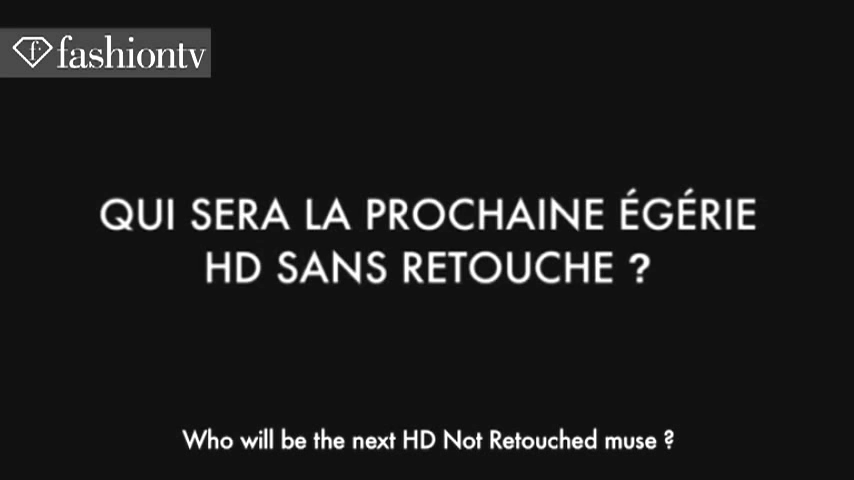 fashiontv
QUI SERA LA PROCHAINE ÉGÉRIE
HD SANS RETOUCHE ?
Who will be the next HD Not Retouched muse ?